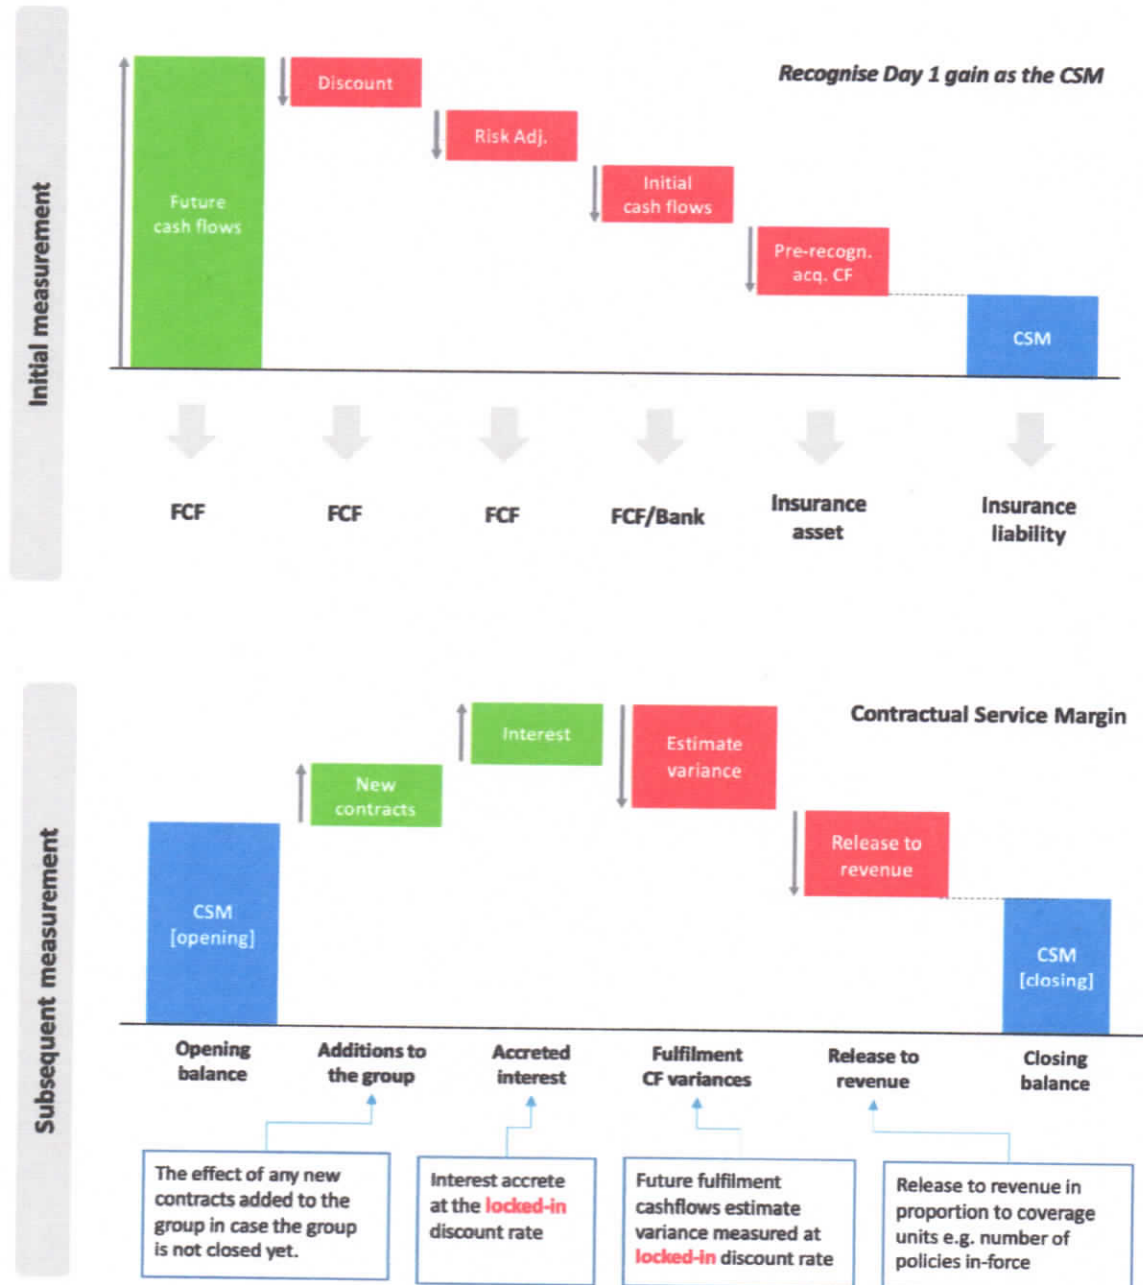 Initial measurement
Recognise Day 1 gain as the CSM
Future
cash flows
Discount
Risk Adj.
Initial
cash flows
Pre-recogn.
acq. CF
CSM
FCF
FCF
FCF
FCF/Bank
Insurance
asset
Insurance
liability
Subsequent measurement
Contractual Service Margin
CSM
[opening]
New
contracts
Interest
Estimate
variance
Release to
revenue
CSM
[closing]
Opening
balance
Additions to
the group
Accreted
interest
Fulfilment
CF variances
Release to
revenue
Closing
balance
The effect of any new
contracts added to the
group in case the group
is not closed yet.
Interest accrete
at the locked-in
discount rate
Future fulfilment
cashflows estimate
variance measured at
locked-in discount rate
Release to revenue in
proportion to coverage
units e.g. number of
policies in-force